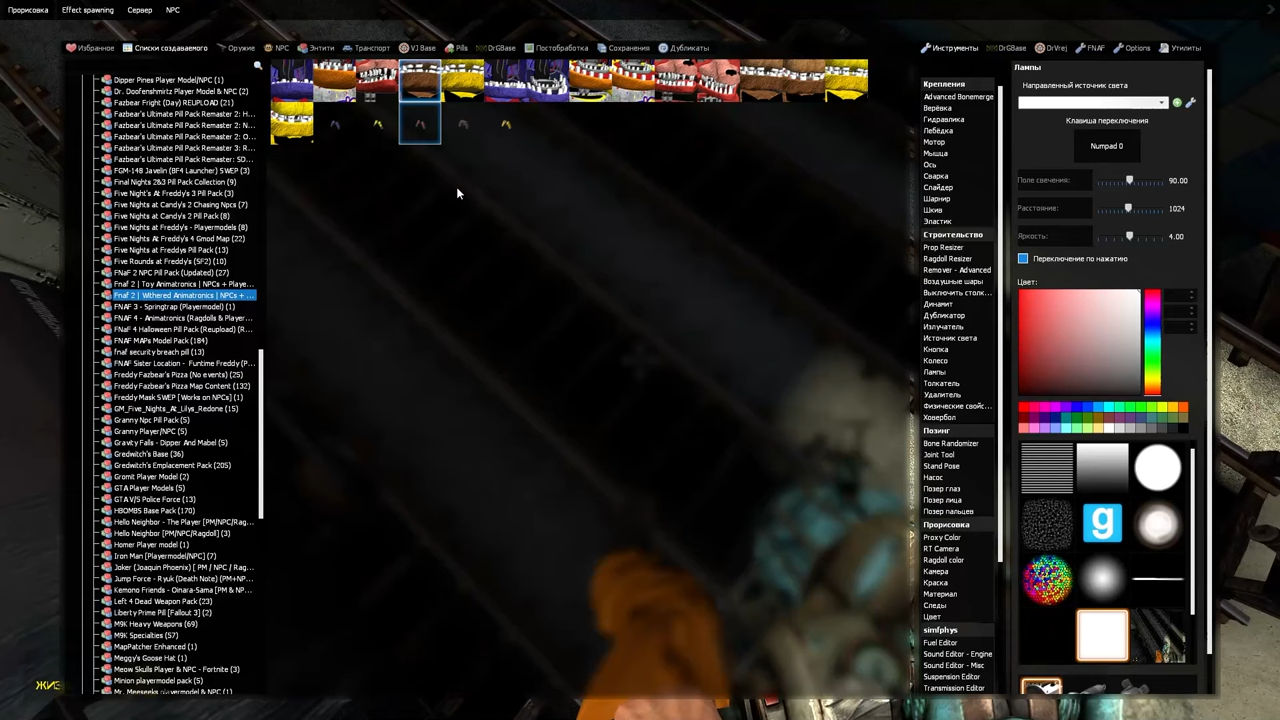 Прорисовка Effect spawning Сервер NPC
Избранное Списки создаваемого Оружие NPC Энтити Транспорт VJ Base Pills DrGBase Постобработка Сохранения Дубликаты
Инструменты DrGBase DrVrej FNAF Options Утилиты
Dipper Pines Player Model/NPC (1)
Dr. Doofenshmirtz Player Model & NPC (2)
Fazbear Fright (Day) REUPLOAD (21)
Fazbear's Ultimate Pill Pack Remaster 2: H...
Fazbear's Ultimate Pill Pack Remaster 2: N...
Fazbear's Ultimate Pill Pack Remaster 2: O...
Fazbear's Ultimate Pill Pack Remaster 3: R...
Fazbear's Ultimate Pill Pack Remaster: SD...
FGM-148 Javelin (BF4 Launcher) SWEP (3)
Final Nights 2&3 Pill Pack Collection (9)
Five Night's At Freddy's 3 Pill Pack (3)
Five Nights at Candy's 2 Chasing Npcs (7)
Five Nights at Candy's 2 Pill Pack (8)
Five Nights at Freddy's - Playermodels (8)
Five Nights At Freddy's 4 Gmod Map (22)
Five Nights at Freddys Pill Pack (13)
Five Rounds at Freddy's (SF2) (10)
FNaF 2 NPC Pill Pack (Updated) (27)
Fnaf 2 | Toy Animatronics | NPCs + Playe...
Fnaf 2 | Withered Animatronics | NPCs + ...
FNAF 3 - Springtrap (Playermodel) (1)
FNAF 4 - Animatronics (Ragdolls & Player...
FNAF 4 Halloween Pill Pack (Reupload) (R...
FNAF MAPs Model Pack (184)
fnaf security breach pill (13)
FNAF Sister Location - Funtime Freddy (P...
Freddy Fazbear's Pizza (No events) (25)
Freddy Fazbear's Pizza Map Content (132)
Freddy Mask SWEP [Works on NPCs] (1)
GM_Five_Nights_At_Lilys_Redone (15)
Granny Npc Pill Pack (5)
Granny Player/NPC (5)
Gravity Falls - Dipper And Mabel (5)
Gredwitch's Base (36)
Gredwitch's Emplacement Pack (205)
Gromit Player Model (2)
GTA Player Models (5)
GTA V/S Police Force (13)
HBOMBS Base Pack (170)
Hello Neighbor - The Player [PM/NPC/Rag...
Hello Neighbor [PM/NPC/Ragdoll] (3)
Homer Player model (1)
Iron Man [Playermodel/NPC] (7)
Joker (Joaquin Phoenix) [ PM / NPC / Rag...
Jump Force - Ryuk (Death Note) (PM+NP...
Kemono Friends - Oinara-Sama [PM & N...
Left 4 Dead Weapon Pack (23)
Liberty Prime Pill [Fallout 3] (2)
M9K Heavy Weapons (69)
M9K Specialties (57)
MapPatcher Enhanced (1)
Meggy's Goose Hat (1)
Meow Skulls Player & NPC - Fortnite (3)
Minion playermodel pack (5)
Mr. Meeseeks playermodel & NPC (1)
Крепления
Advanced Bonemerge
Верёвка
Гидравлика
Лебёдка
Мотор
Мышца
Ось
Сварка
Слайдер
Шарнир
Шкив
Эластик
Строительство
Prop Resizer
Ragdoll Resizer
Remover - Advanced
Воздушные шары
Выключить столк...
Динамит
Дубликатор
Излучатель
Источник света
Кнопка
Колесо
Лампы
Толкатель
Удалитель
Физические свойс...
Ховербол
Позинг
Bone Randomizer
Joint Tool
Stand Pose
Насос
Позер глаз
Позер лица
Позер пальцев
Прорисовка
Proxy Color
RT Camera
Ragdoll color
Камера
Краска
Материал
Следы
Цвет
simfphys
Fuel Editor
Sound Editor - Engine
Sound Editor - Misc
Suspension Editor
Transmission Editor
Лампы
Направленный источник света
Клавиша переключения
Numpad 0
Поле свечения: 90.00
Расстояние: 1024
Яркость: 4.00
Переключение по нажатию
Цвет:
g